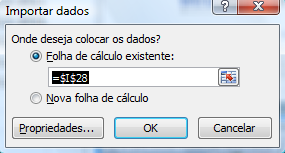 Importar dados
Onde deseja colocar os dados?
Folha de cálculo existente:
=$I$28
Nova folha de cálculo
Propriedades... OK Cancelar